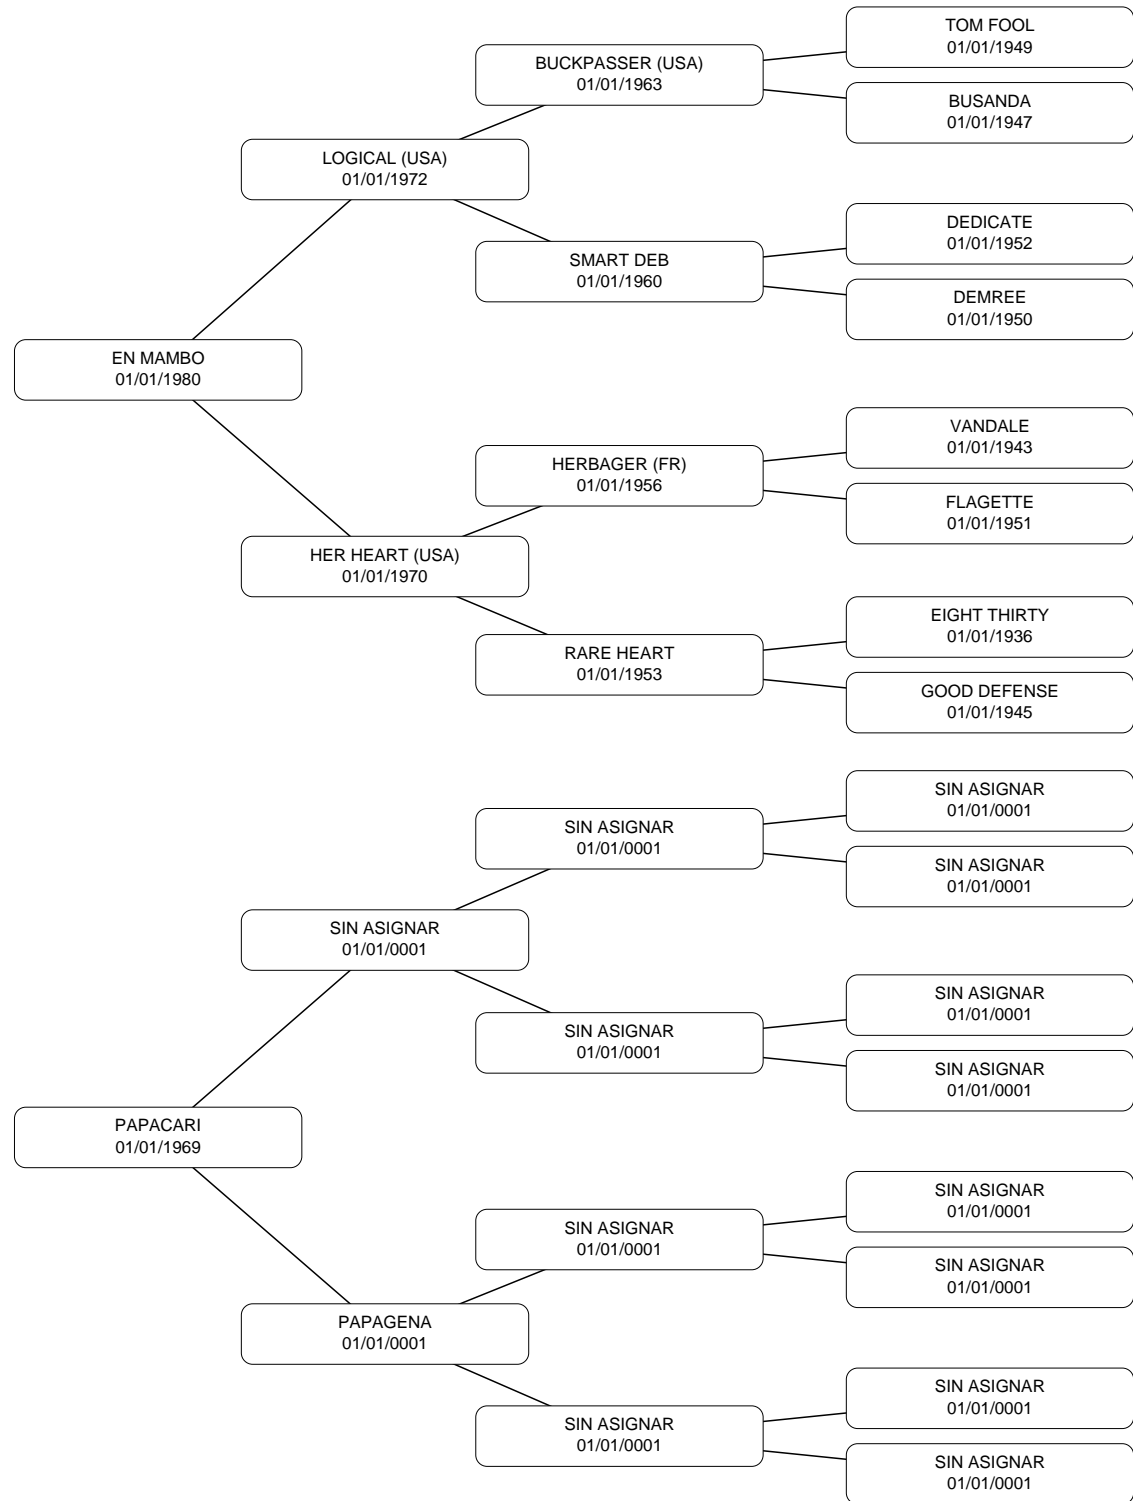 TOM FOOL
01/01/1949
BUCKPASSER (USA)
01/01/1963
BUSANDA
01/01/1947
LOGICAL (USA)
01/01/1972
DEDICATE
01/01/1952
SMART DEB
01/01/1960
DEMREE
01/01/1950
EN MAMBO
01/01/1980
VANDALE
01/01/1943
HERBAGER (FR)
01/01/1956
FLAGETTE
01/01/1951
HER HEART (USA)
01/01/1970
EIGHT THIRTY
01/01/1936
RARE HEART
01/01/1953
GOOD DEFENSE
01/01/1945
SIN ASIGNAR
01/01/0001
SIN ASIGNAR
01/01/0001
SIN ASIGNAR
01/01/0001
SIN ASIGNAR
01/01/0001
SIN ASIGNAR
01/01/0001
SIN ASIGNAR
01/01/0001
SIN ASIGNAR
01/01/0001
PAPACARI
01/01/1969
SIN ASIGNAR
01/01/0001
SIN ASIGNAR
01/01/0001
SIN ASIGNAR
01/01/0001
PAPAGENA
01/01/0001
SIN ASIGNAR
01/01/0001
SIN ASIGNAR
01/01/0001
SIN ASIGNAR
01/01/0001